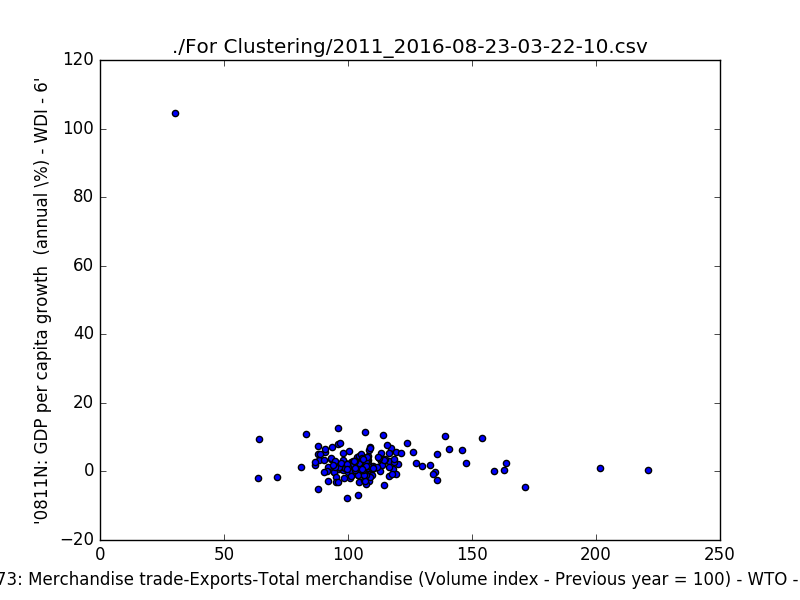 ./For Clustering/2011_2016-08-23-03-22-10.csv
120
100
80
60
40
20
0
−20
'0811N: GDP per capita growth  (annual \%) - WDI - 6'
0 50 100 150 200 250
73: Merchandise trade-Exports-Total merchandise (Volume index - Previous year = 100) - WTO -